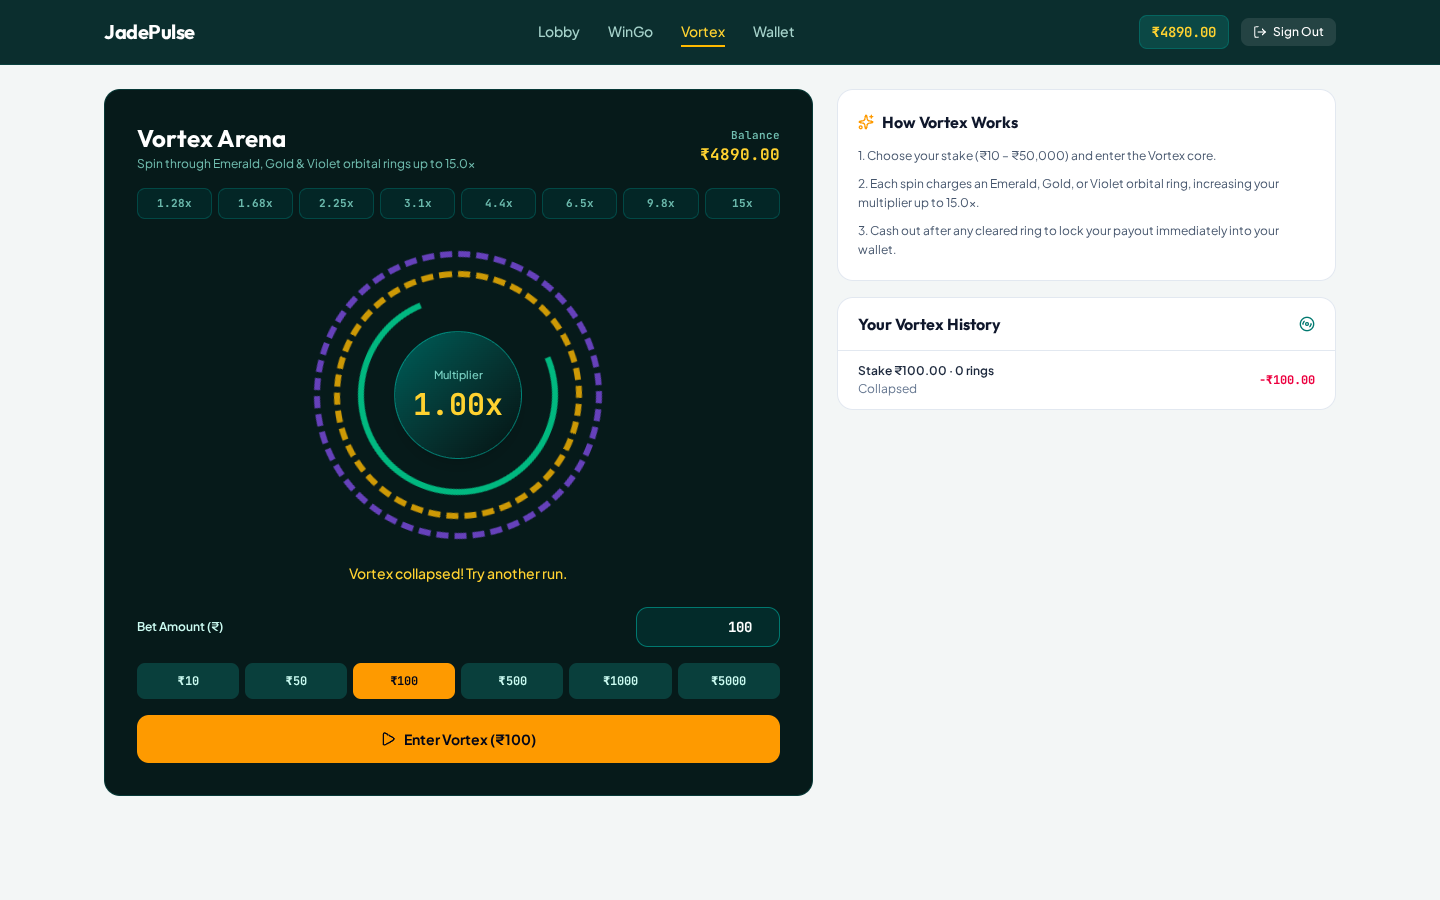 JadePulse
Lobby
WinGo
Vortex
Wallet
₹4890.00
Sign Out
Vortex Arena
Spin through Emerald, Gold & Violet orbital rings up to 15.0×
Balance
₹4890.00
1.28x
1.68x
2.25x
3.1x
4.4x
6.5x
9.8x
15x
Multiplier
1.00x
Vortex collapsed! Try another run.
Bet Amount (₹)
100
₹10
₹50
₹100
₹500
₹1000
₹5000
Enter Vortex (₹100)
How Vortex Works
1. Choose your stake (₹10 – ₹50,000) and enter the Vortex core.
2. Each spin charges an Emerald, Gold, or Violet orbital ring, increasing your
multiplier up to 15.0×.
3. Cash out after any cleared ring to lock your payout immediately into your
wallet.
Your Vortex History
Stake ₹100.00 · 0 rings
Collapsed
-₹100.00